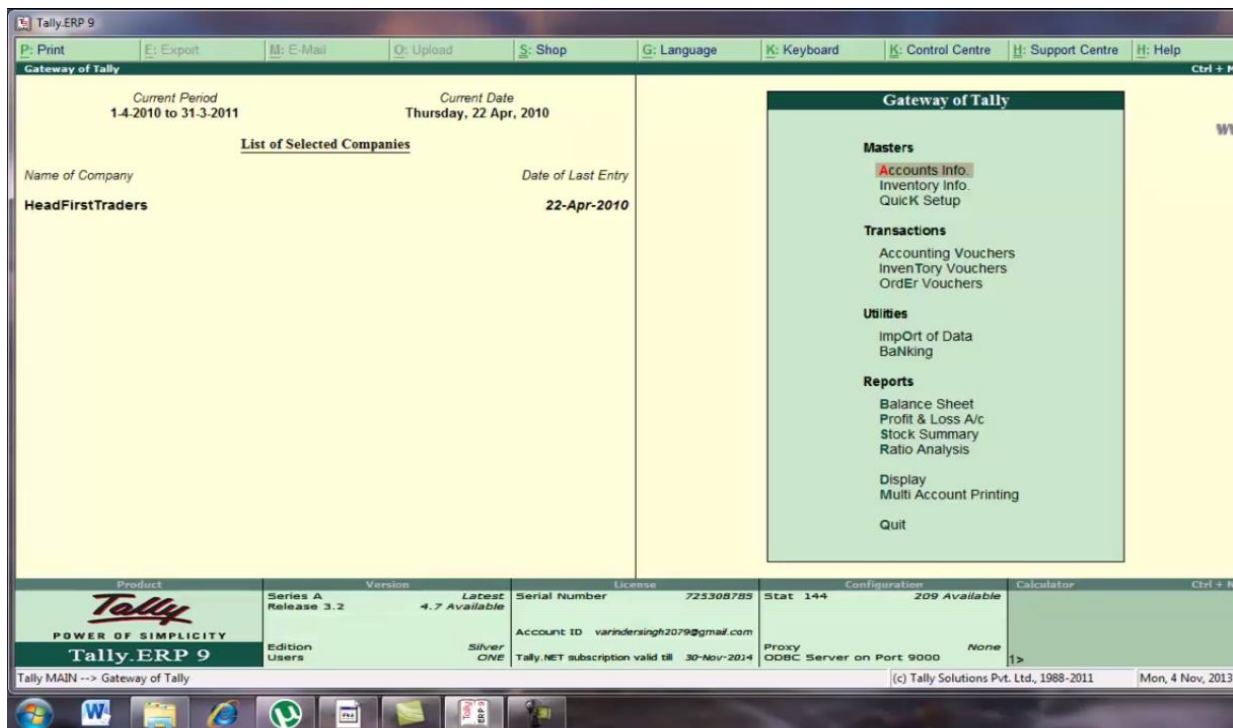 Tally.ERP 9
P: Print E: Export M: E-Mail O: Upload S: Shop G: Language K: Keyboard K: Control Centre H: Support Centre H: Help
Gateway of Tally Ctrl +
Current Period Current Date
1-4-2010 to 31-3-2011 Thursday, 22 Apr, 2010
List of Selected Companies
Name of Company Date of Last Entry
HeadFirstTraders 22-Apr-2010
Gateway of Tally
Masters
Accounts Info.
Inventory Info.
QuicK Setup
Transactions
Accounting Vouchers
InvenTory Vouchers
OrdEr Vouchers
Utilities
ImpOrt of Data
BaNking
Reports
Balance Sheet
Profit & Loss A/c
Stock Summary
Ratio Analysis
Display
Multi Account Printing
Quit
Product Version License Configuration Calculator Ctrl +
Tally
POWER OF SIMPLICITY
Tally.ERP 9
Series A Latest
Release 3.2 4.7 Available
Edition Silver
Users ONE
Serial Number 725308785
Account ID varindersingh2079@gmail.com
Tally.NET subscription valid till 30-Nov-2014
Stat 144 209 Available
Proxy None
ODBC Server on Port 9000
1>
Tally MAIN --> Gateway of Tally (c) Tally Solutions Pvt. Ltd., 1988-2011 Mon, 4 Nov, 2013